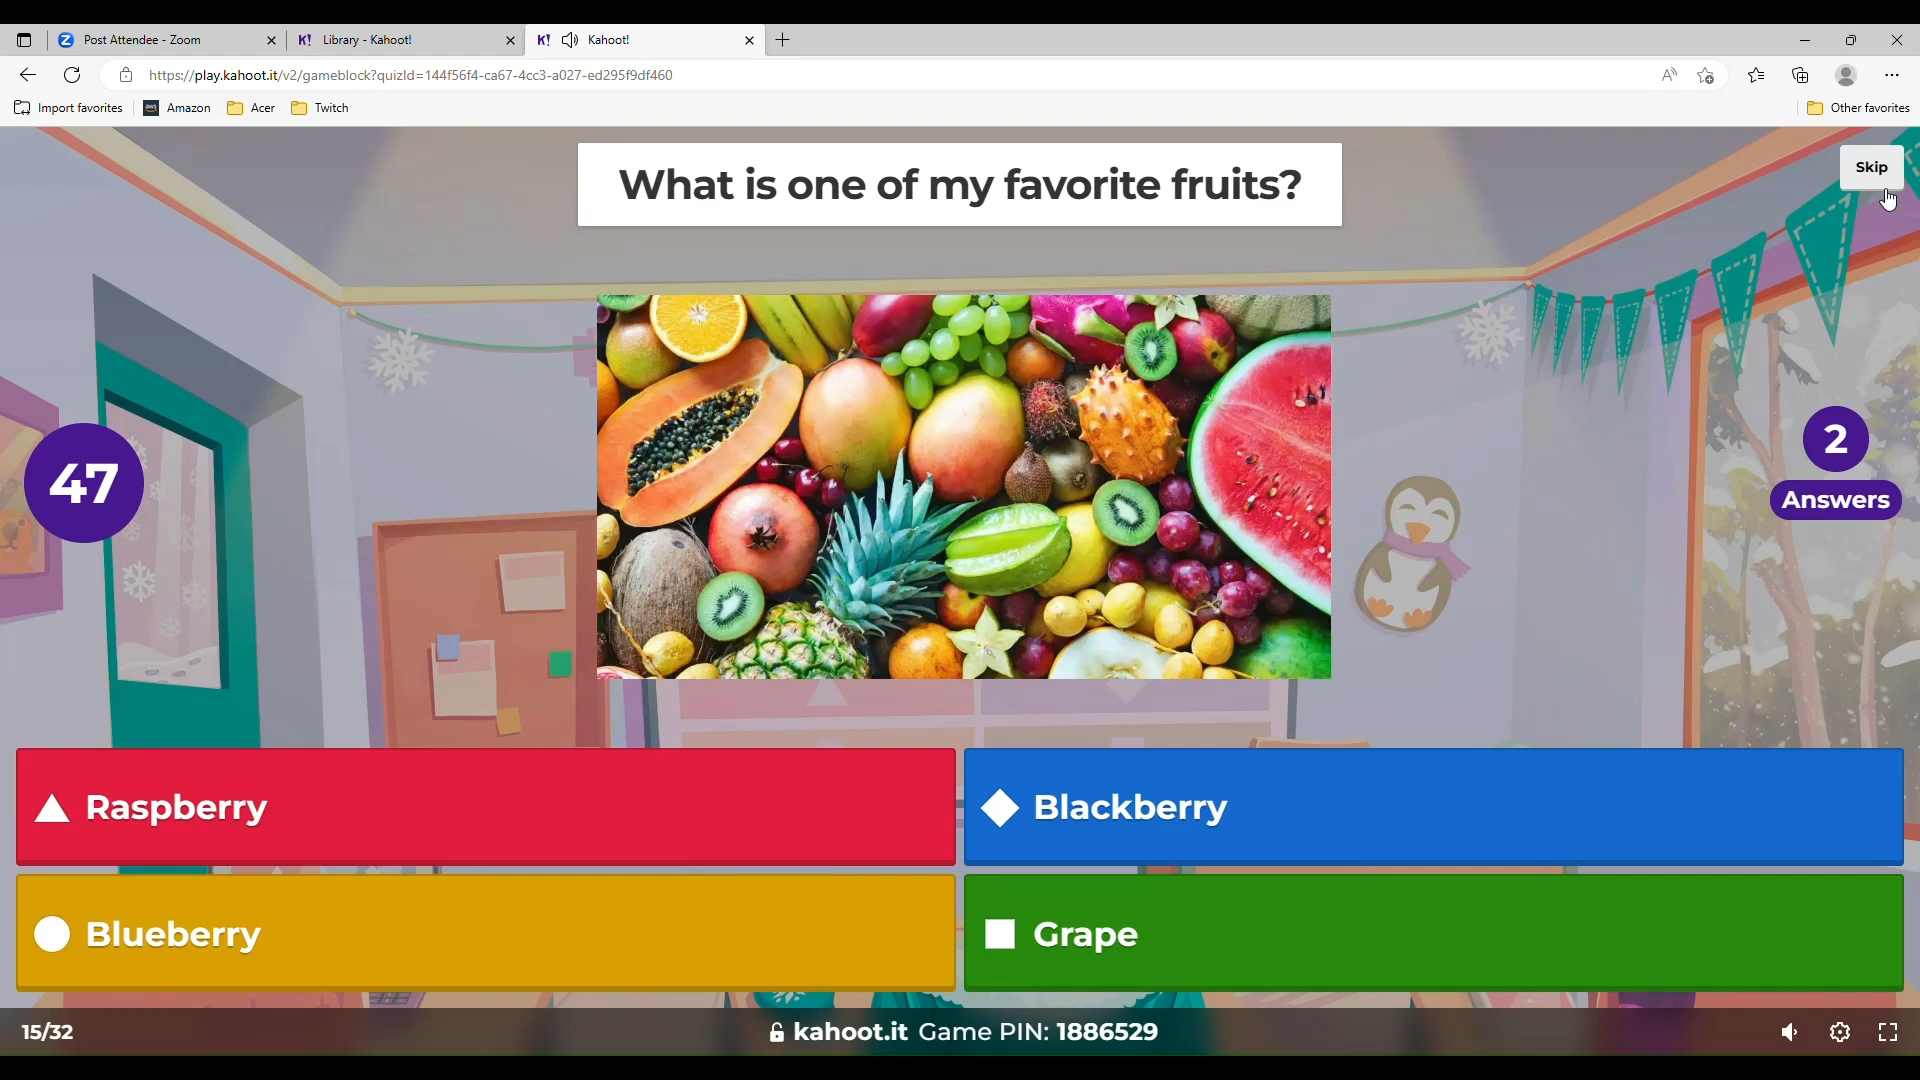 Post Attendee - Zoom
K! Library - Kahoot!
K! Kahoot!
https://play.kahoot.it/v2/gameblock?quizId=144f56f4-ca67-4cc3-a027-ed295f9df460
Import favorites
aws Amazon
Acer
Twitch
Other favorites
What is one of my favorite fruits?
Skip
47
2
Answers
Raspberry
Blackberry
Blueberry
Grape
15/32
kahoot.it Game PIN: 1886529